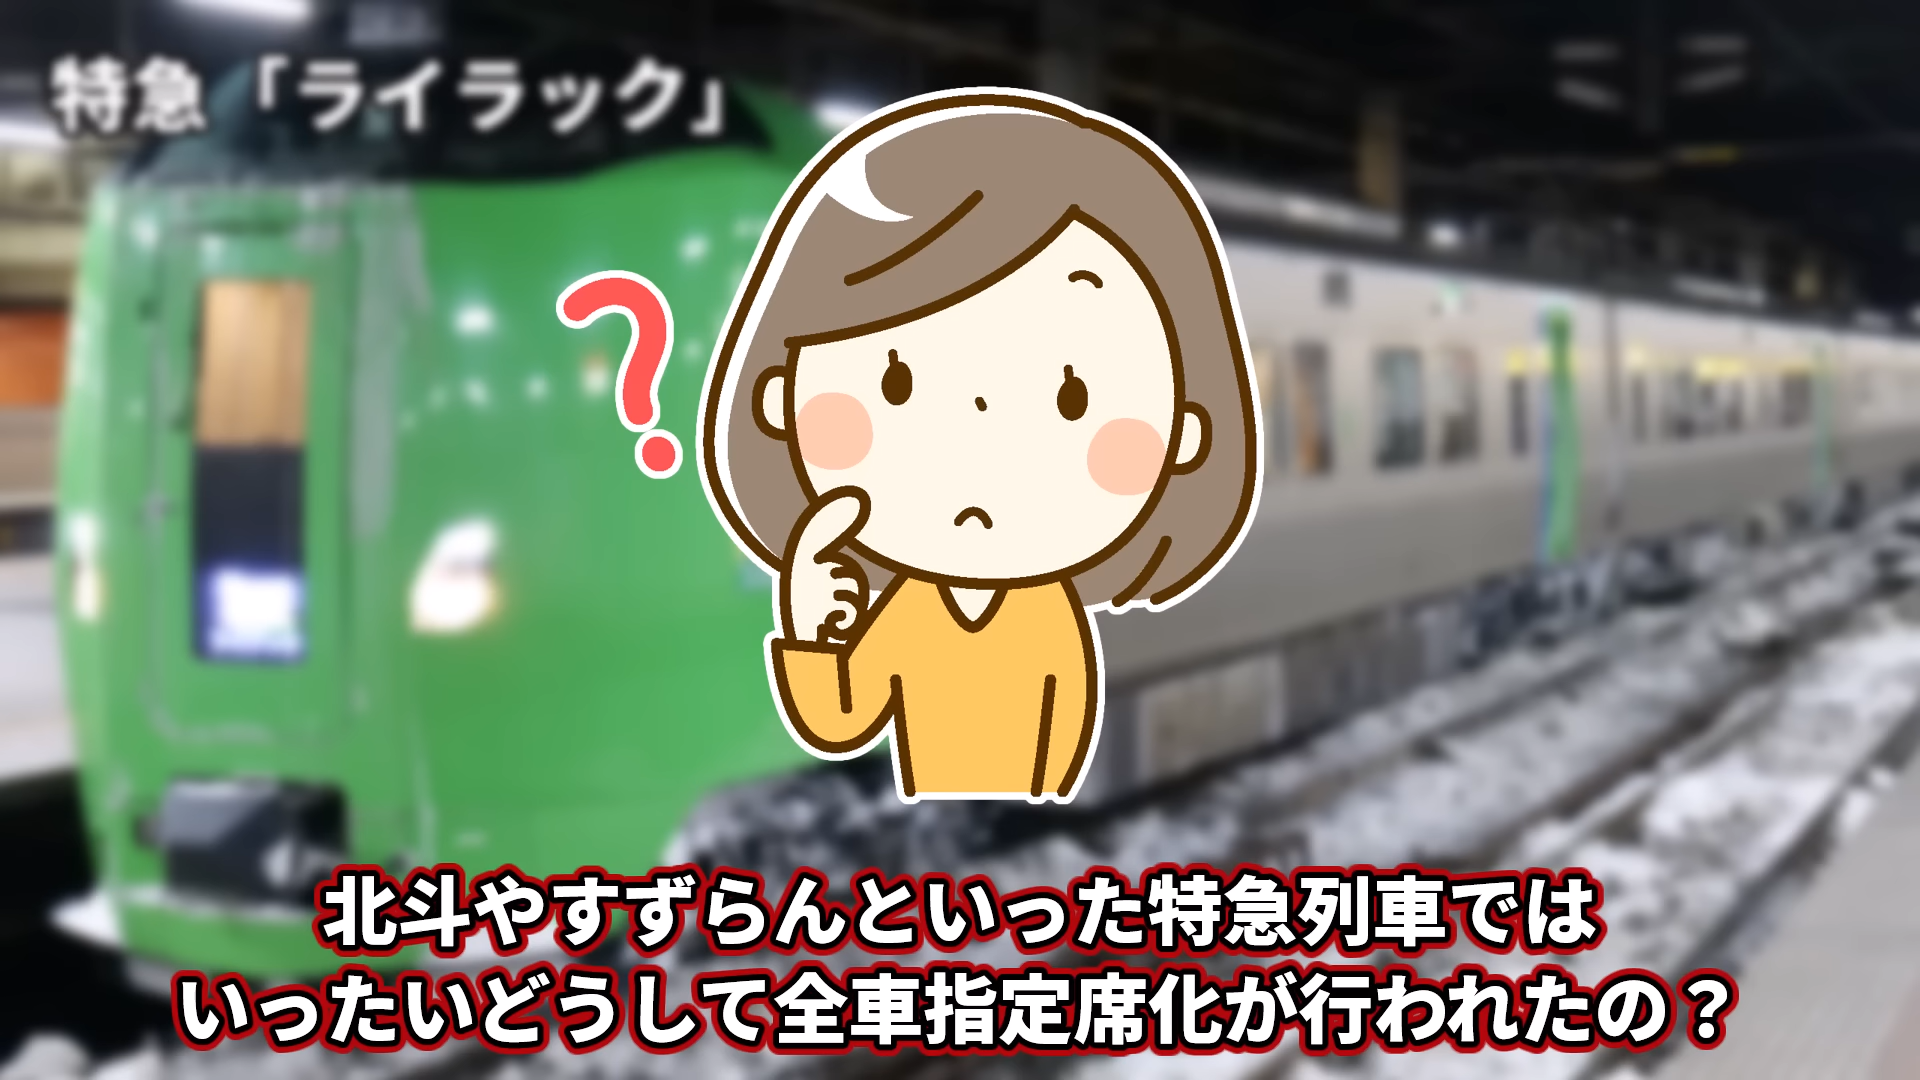 特急「ライラック」
北斗やすずらんといった特急列車では
いったいどうして全車指定席化が行われたの？